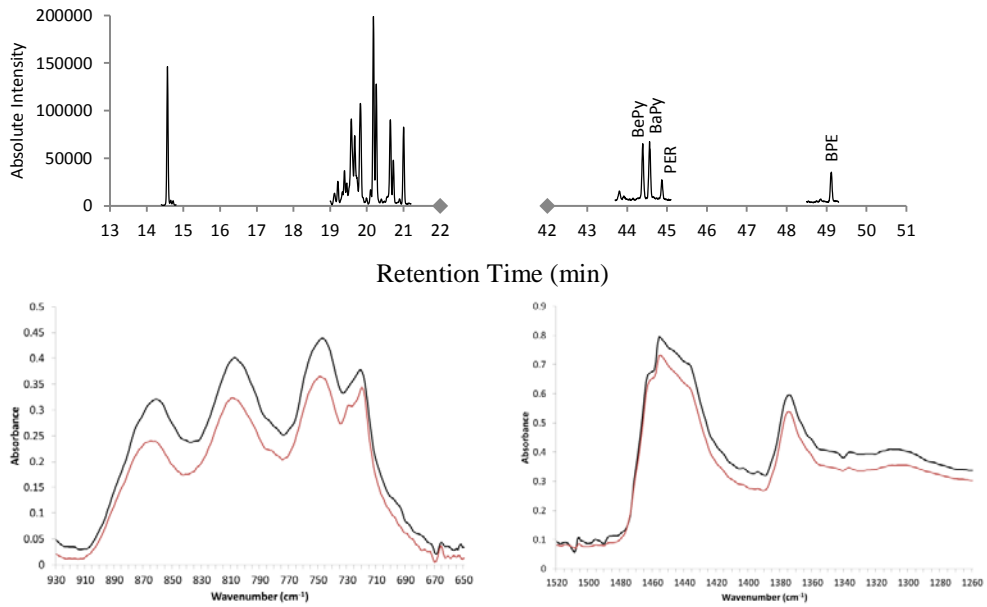 200000
150000
100000
50000
0
Absolute Intensity
BePy
BaPy
PER
BPE
13 14 15 16 17 18 19 20 21 22 42 43 44 45 46 47 48 49 50 51
Retention Time (min)
0.5
0.45
0.4
0.35
0.3
0.25
0.2
0.15
0.1
0.05
0
Absorbance
930 910 890 870 850 830 810 790 770 750 730 710 690 670 650
Wavenumber (cm⁻¹)
0.9
0.8
0.7
0.6
0.5
0.4
0.3
0.2
0.1
0
Absorbance
1520 1500 1480 1460 1440 1420 1400 1380 1360 1340 1320 1300 1280 1260
Wavenumber (cm⁻¹)